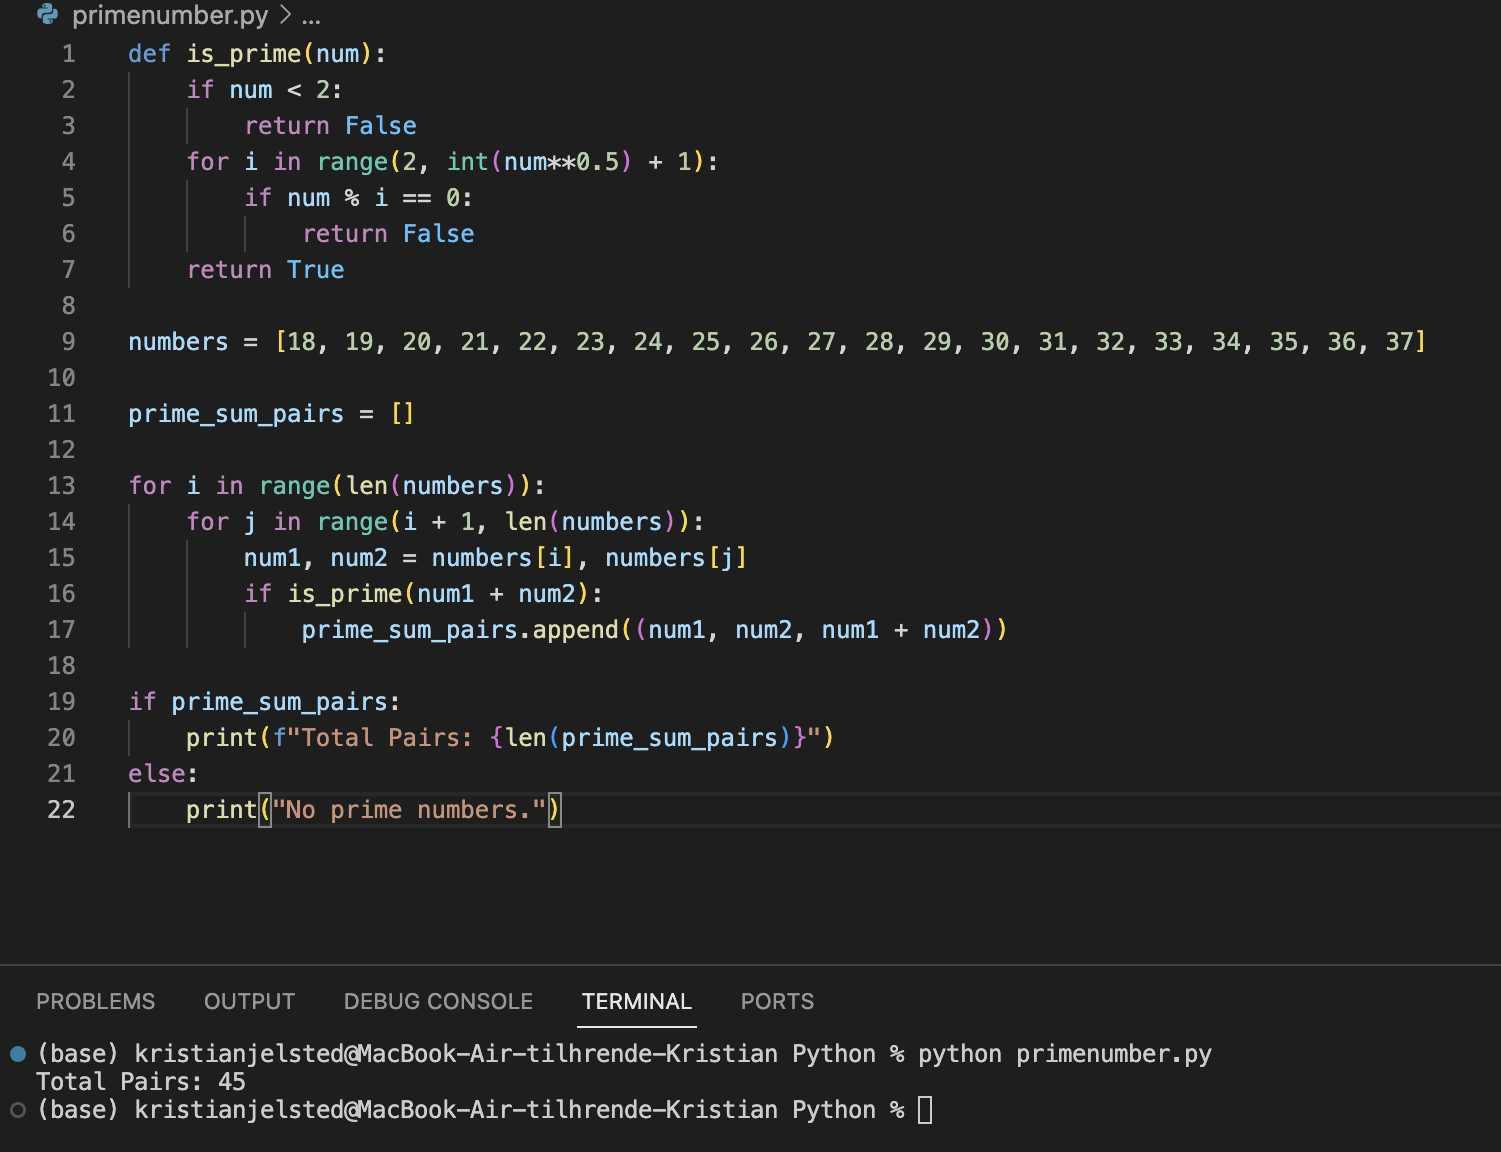 primenumber.py > ...
1 def is_prime(num):
2     if num < 2:
3         return False
4     for i in range(2, int(num**0.5) + 1):
5         if num % i == 0:
6             return False
7     return True
8
9 numbers = [18, 19, 20, 21, 22, 23, 24, 25, 26, 27, 28, 29, 30, 31, 32, 33, 34, 35, 36, 37]
10
11 prime_sum_pairs = []
12
13 for i in range(len(numbers)):
14     for j in range(i + 1, len(numbers)):
15         num1, num2 = numbers[i], numbers[j]
16         if is_prime(num1 + num2):
17             prime_sum_pairs.append((num1, num2, num1 + num2))
18
19 if prime_sum_pairs:
20     print(f"Total Pairs: {len(prime_sum_pairs)}")
21 else:
22     print("No prime numbers.")
PROBLEMS OUTPUT DEBUG CONSOLE TERMINAL PORTS
(base) kristianjelsted@MacBook-Air-tilhrende-Kristian Python % python primenumber.py
Total Pairs: 45
(base) kristianjelsted@MacBook-Air-tilhrende-Kristian Python %